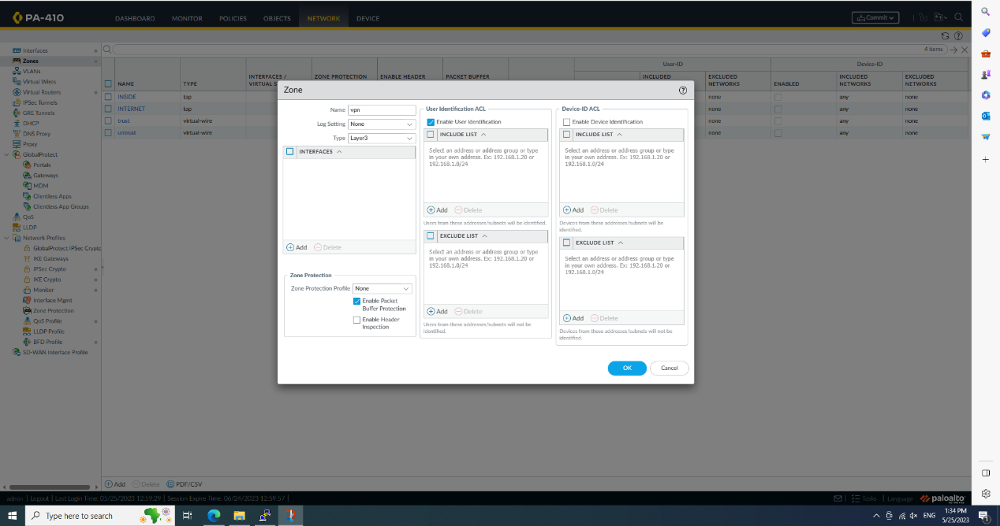 PA-410
DASHBOARD MONITOR POLICIES OBJECTS NETWORK DEVICE
Commit
Interfaces
Zones
VLANs
Virtual Wires
Virtual Routers
IPSec Tunnels
GRE Tunnels
DHCP
DNS Proxy
Proxy
GlobalProtect
Portals
Gateways
MDM
Clientless Apps
Clientless App Groups
QoS
LLDP
Network Profiles
GlobalProtect IPSec Crypto
IKE Gateways
IPSec Crypto
IKE Crypto
Monitor
Interface Mgmt
Zone Protection
QoS Profile
LLDP Profile
BFD Profile
SD-WAN Interface Profile
4 items
User-ID Device-ID
NAME TYPE INTERFACES / VIRTUAL S ZONE PROTECTION ENABLE HEADER PACKET BUFFER INCLUDED EXCLUDED NETWORKS ENABLED INCLUDED NETWORKS EXCLUDED NETWORKS
INSIDE tap none any none
INTERNET tap none any none
trust virtual-wire none any none
untrust virtual-wire none any none
Zone
Name vpn
Log Setting None
Type Layer3
INTERFACES
Add Delete
Zone Protection
Zone Protection Profile None
Enable Packet
Buffer Protection
Enable Header
Inspection
User Identification ACL
Enable User Identification
INCLUDE LIST
Select an address or address group or type
in your own address. Ex: 192.168.1.20 or
192.168.1.0/24
Add Delete
Users from these addresses/subnets will be identified.
EXCLUDE LIST
Select an address or address group or type
in your own address. Ex: 192.168.1.20 or
192.168.1.0/24
Add Delete
Users from these addresses/subnets will not be
identified.
Device-ID ACL
Enable Device Identification
INCLUDE LIST
Select an address or address group or type
in your own address. Ex: 192.168.1.20 or
192.168.1.0/24
Add Delete
Devices from these addresses/subnets will be
identified.
EXCLUDE LIST
Select an address or address group or type
in your own address. Ex: 192.168.1.20 or
192.168.1.0/24
Add Delete
Devices from these addresses/subnets will not be
identified.
OK Cancel
Add Delete PDF/CSV
admin | Logout | Last Login Time: 05/25/2023 12:59:29 | Session Expire Time: 06/24/2023 12:59:57 |
Tasks | Language paloalto
Type here to search
ENG
1:34 PM
5/25/2023
1